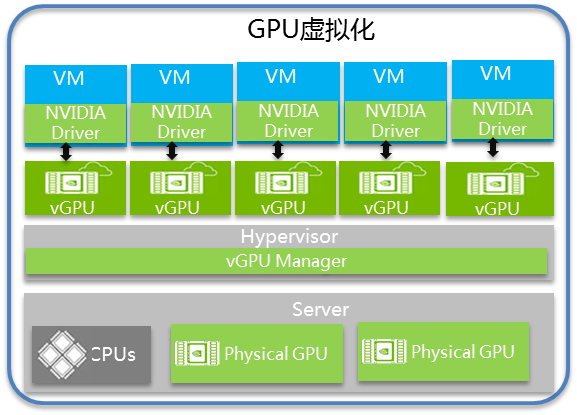 GPU虚拟化
VM VM VM VM VM
NVIDIA NVIDIA NVIDIA NVIDIA NVIDIA
Driver Driver Driver Driver Driver
vGPU vGPU vGPU vGPU vGPU
Hypervisor
vGPU Manager
Server
CPUs Physical GPU Physical GPU